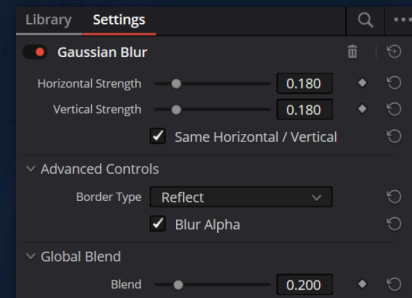 Library Settings
Gaussian Blur
Horizontal Strength 0.180
Vertical Strength 0.180
Same Horizontal / Vertical
Advanced Controls
Border Type Reflect
Blur Alpha
Global Blend
Blend 0.200